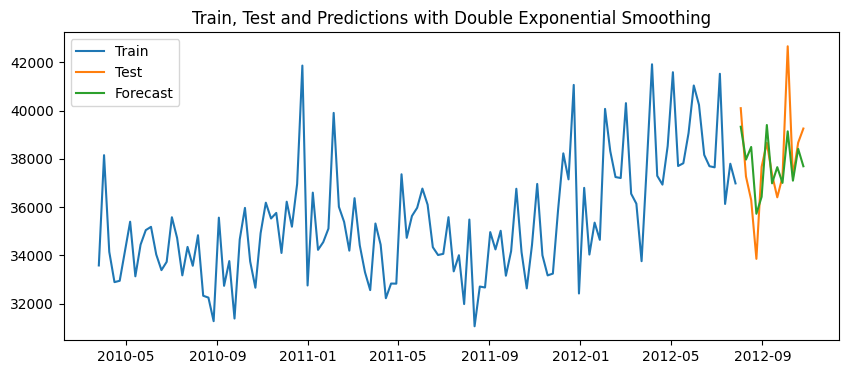 Train, Test and Predictions with Double Exponential Smoothing
Train
Test
Forecast
42000
40000
38000
36000
34000
32000
2010-05 2010-09 2011-01 2011-05 2011-09 2012-01 2012-05 2012-09